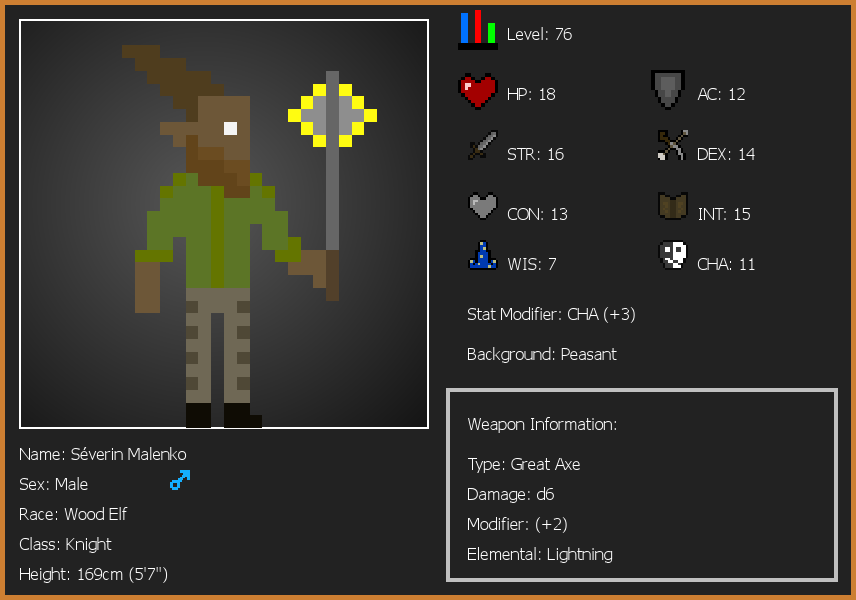 Level: 76
HP: 18
AC: 12
STR: 16
DEX: 14
CON: 13
INT: 15
WIS: 7
CHA: 11
Stat Modifier: CHA (+3)
Background: Peasant
Weapon Information:
Type: Great Axe
Damage: d6
Modifier: (+2)
Elemental: Lightning
Name: Séverin Malenko
Sex: Male
Race: Wood Elf
Class: Knight
Height: 169cm (5'7")